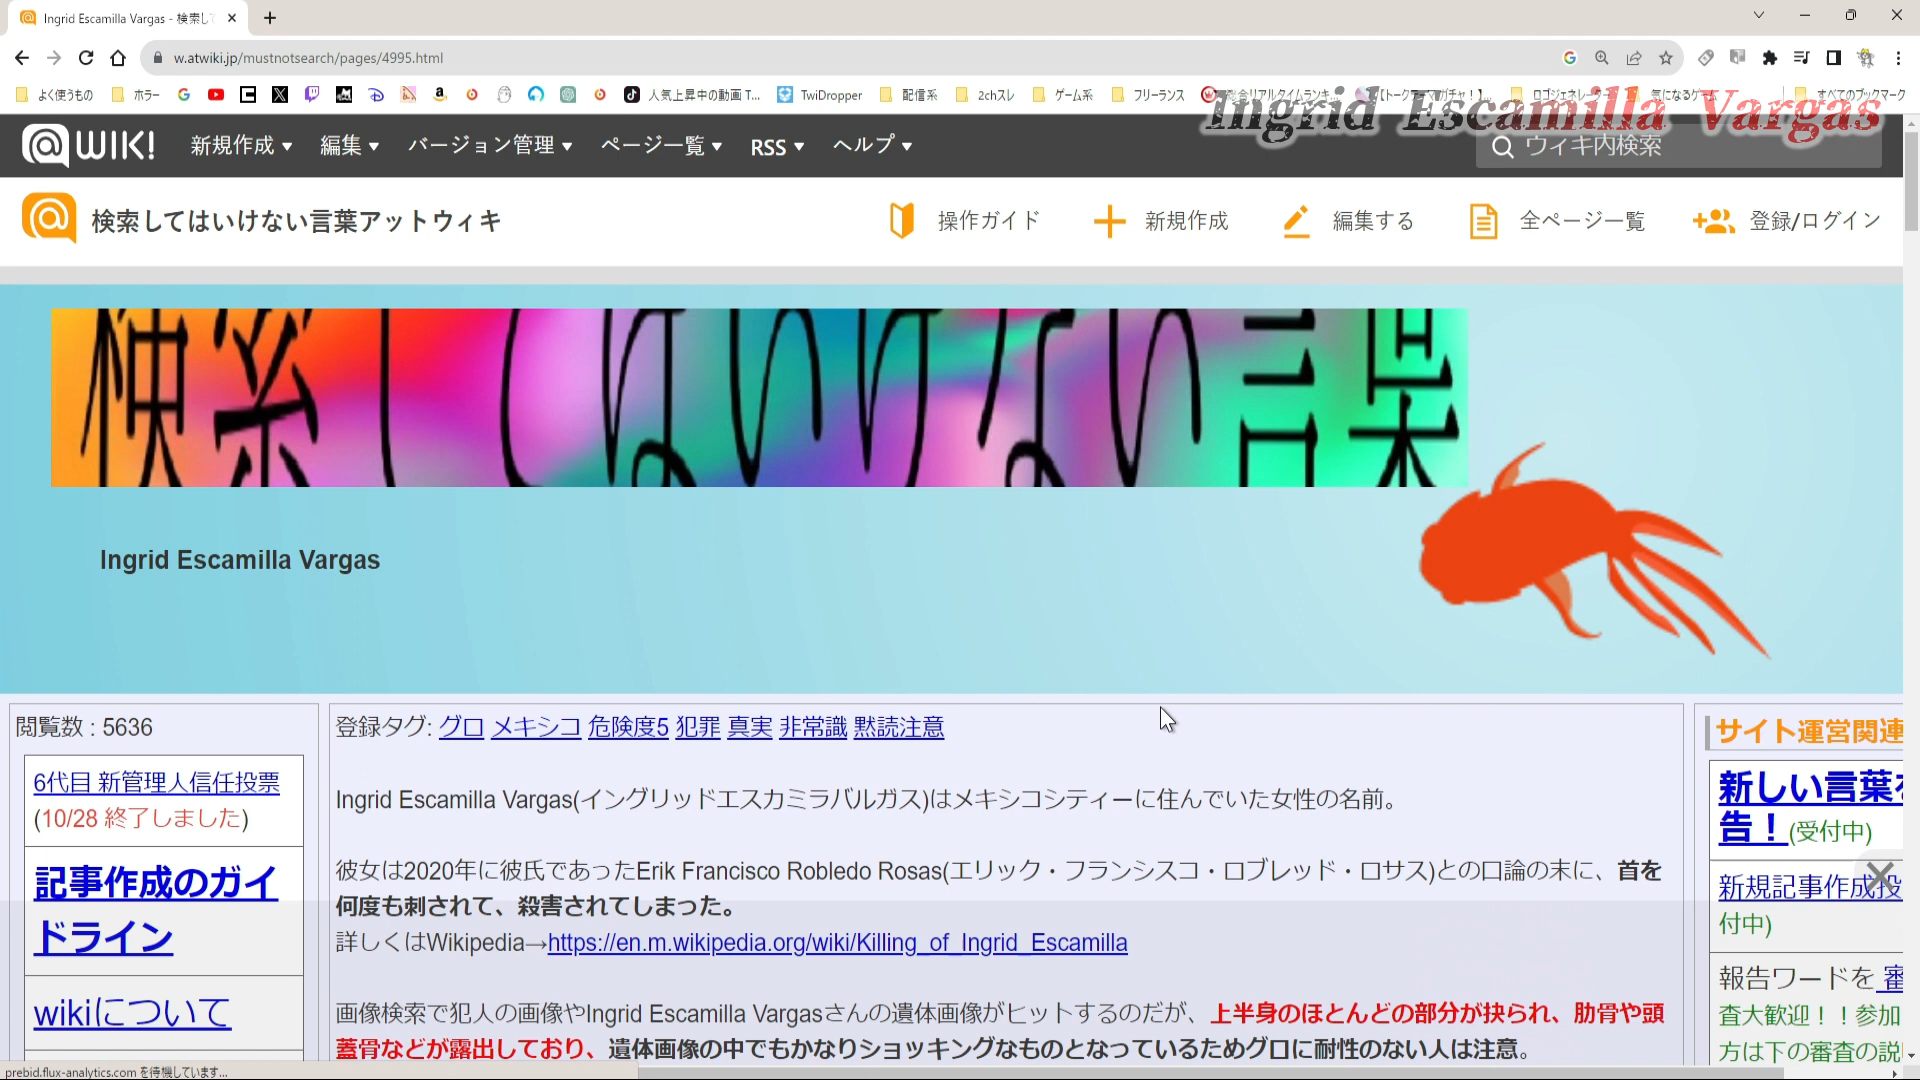 Ingrid Escamilla Vargas - 検索し
w.atwiki.jp/mustnotsearch/pages/4995.html
よく使うもの
ホラー
人気上昇中の動画 T...
TwiDropper
配信系
2chスレ
ゲーム系
フリーランス
ロゴジェネレーター
気になるゲーム
すべてのブックマーク
Ingrid Escamilla Vargas
@WIKI!
新規作成
編集
バージョン管理
ページ一覧
RSS
ヘルプ
ウィキ内検索
検索してはいけない言葉アットウィキ
操作ガイド
新規作成
編集する
全ページ一覧
登録/ログイン
検索してはいけない言葉
Ingrid Escamilla Vargas
閲覧数 : 5636
6代目 新管理人信任投票
(10/28 終了しました)
記事作成のガイ
ドライン
wikiについて
登録タグ: グロ メキシコ 危険度5 犯罪 真実 非常識 黙読注意
Ingrid Escamilla Vargas(イングリッドエスカミラバルガス)はメキシコシティーに住んでいた女性の名前。
彼女は2020年に彼氏であったErik Francisco Robledo Rosas(エリック・フランシスコ・ロブレッド・ロサス)との口論の末に、首を
何度も刺されて、殺害されてしまった。
詳しくはWikipedia→https://en.m.wikipedia.org/wiki/Killing_of_Ingrid_Escamilla
画像検索で犯人の画像やIngrid Escamilla Vargasさんの遺体画像がヒットするのだが、上半身のほとんどの部分が抉られ、肋骨や頭
蓋骨などが露出しており、遺体画像の中でもかなりショッキングなものとなっているためグロに耐性のない人は注意。
サイト運営関連
新しい言葉を
告！(受付中)
新規記事作成投
付中)
報告ワードを 審
査大歓迎！！参加
方は下の審査の説
prebid.flux-analytics.com を待機しています...